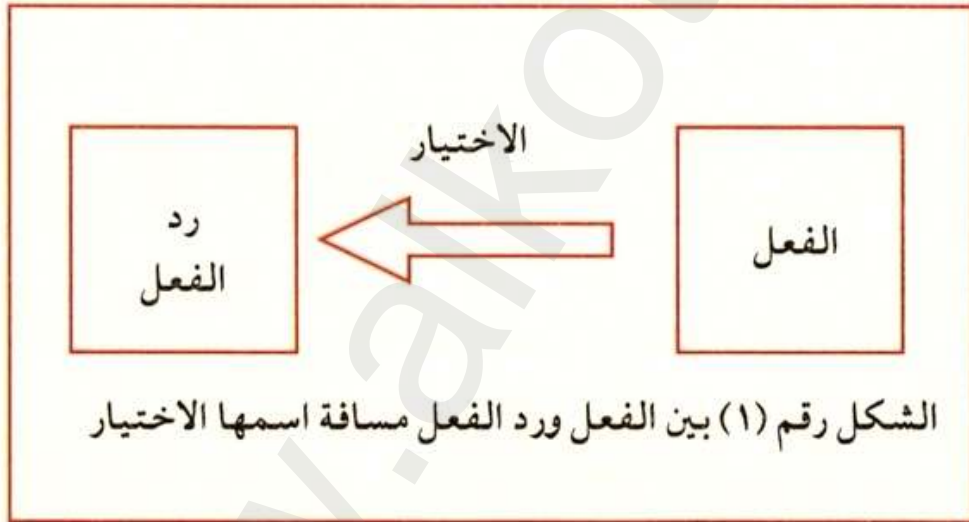 الاختيار
الفعل
رد
الفعل
الشكل رقم (١) بين الفعل ورد الفعل مسافة اسمها الاختيار